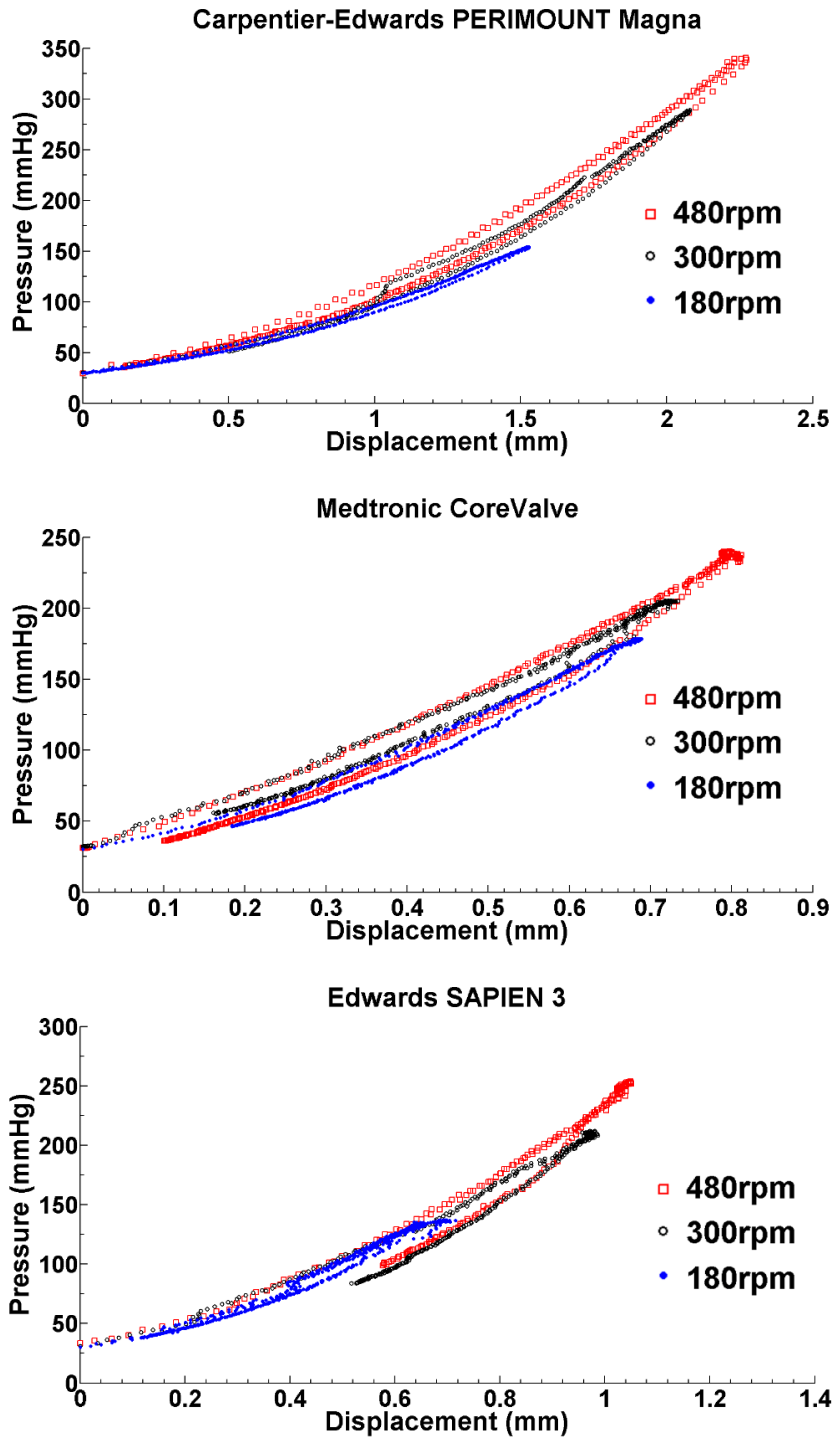 Carpentier-Edwards PERIMOUNT Magna
350
300
250
200
150
100
50
0
Pressure (mmHg)
480rpm
300rpm
180rpm
0 0.5 1 1.5 2 2.5
Displacement (mm)
Medtronic CoreValve
250
200
150
100
50
0
Pressure (mmHg)
480rpm
300rpm
180rpm
0 0.1 0.2 0.3 0.4 0.5 0.6 0.7 0.8 0.9
Displacement (mm)
Edwards SAPIEN 3
300
250
200
150
100
50
0
Pressure (mmHg)
480rpm
300rpm
180rpm
0 0.2 0.4 0.6 0.8 1 1.2 1.4
Displacement (mm)